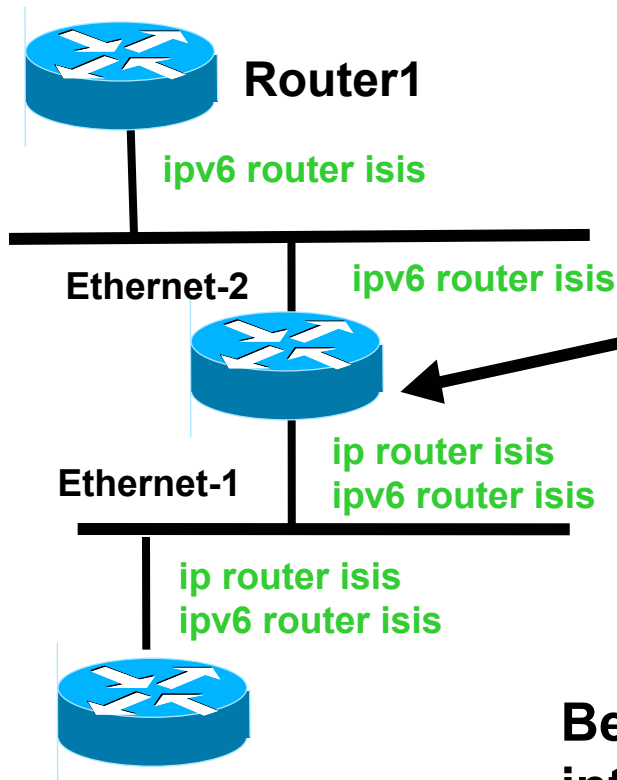 Router1
ipv6 router isis
Ethernet-2
ipv6 router isis
ip router isis
ipv6 router isis
Ethernet-1
ip router isis
ipv6 router isis
Be